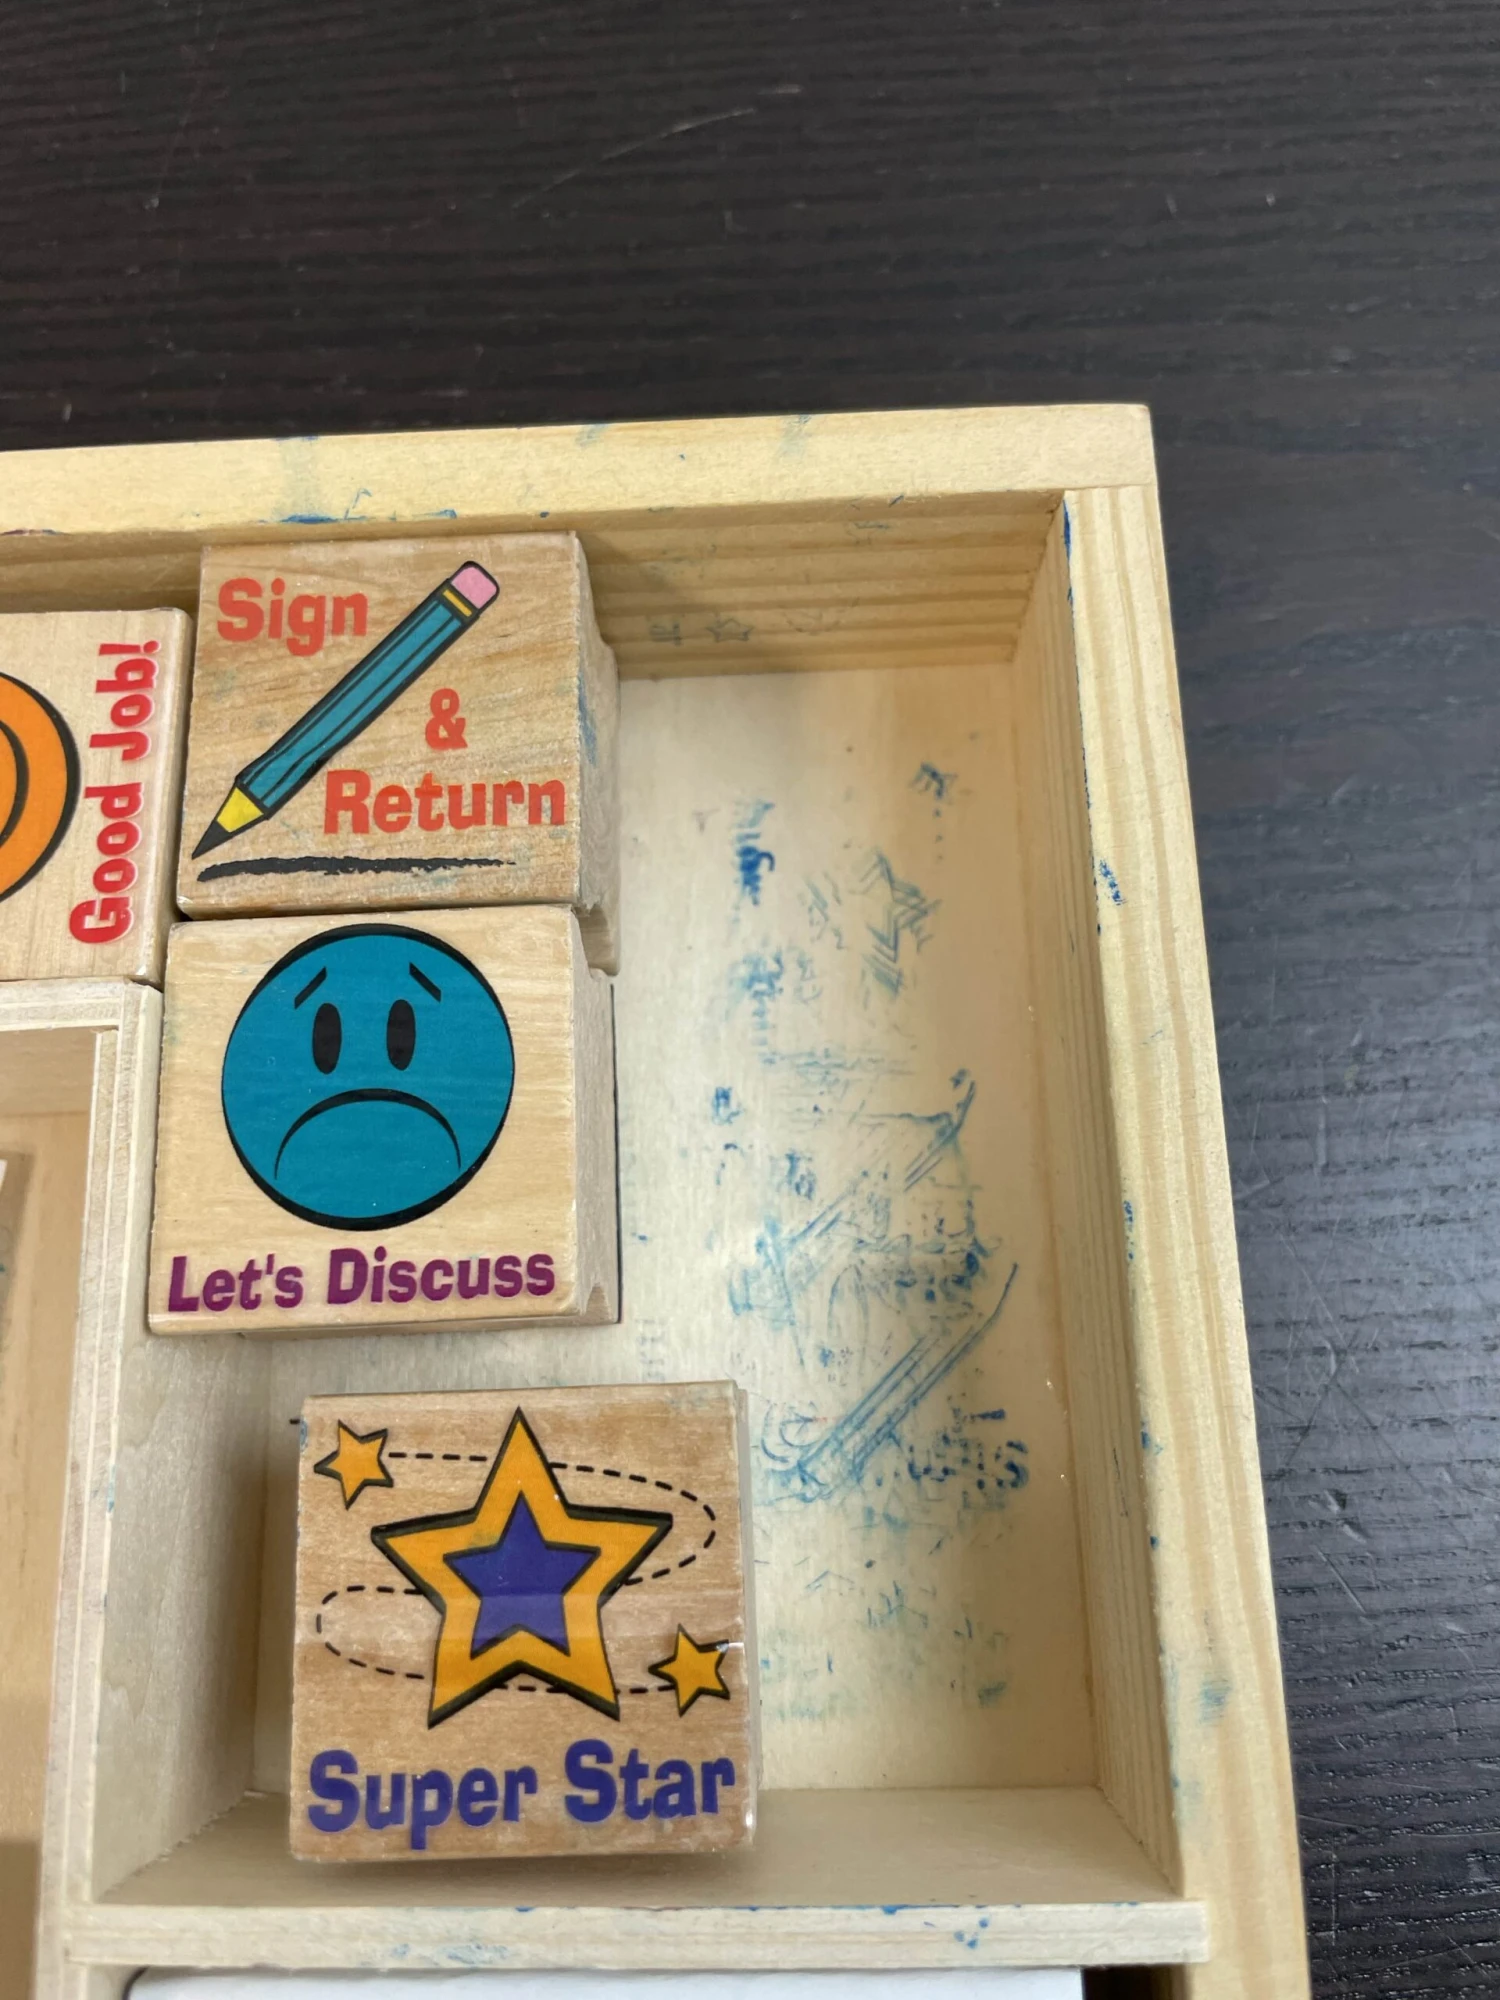 Sign
&
Return
Good Job!
Let's Discuss
Super Star